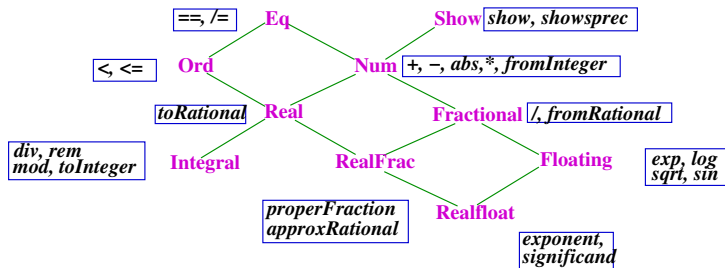 ==, /= Eq Show show, showsprec
<, <= Ord Num +, −, abs,*, fromInteger
toRational Real Fractional /, fromRational
div, rem
mod, toInteger
Integral RealFrac Floating
exp, log
sqrt, sin
properFraction
approxRational
Realfloat
exponent,
significand